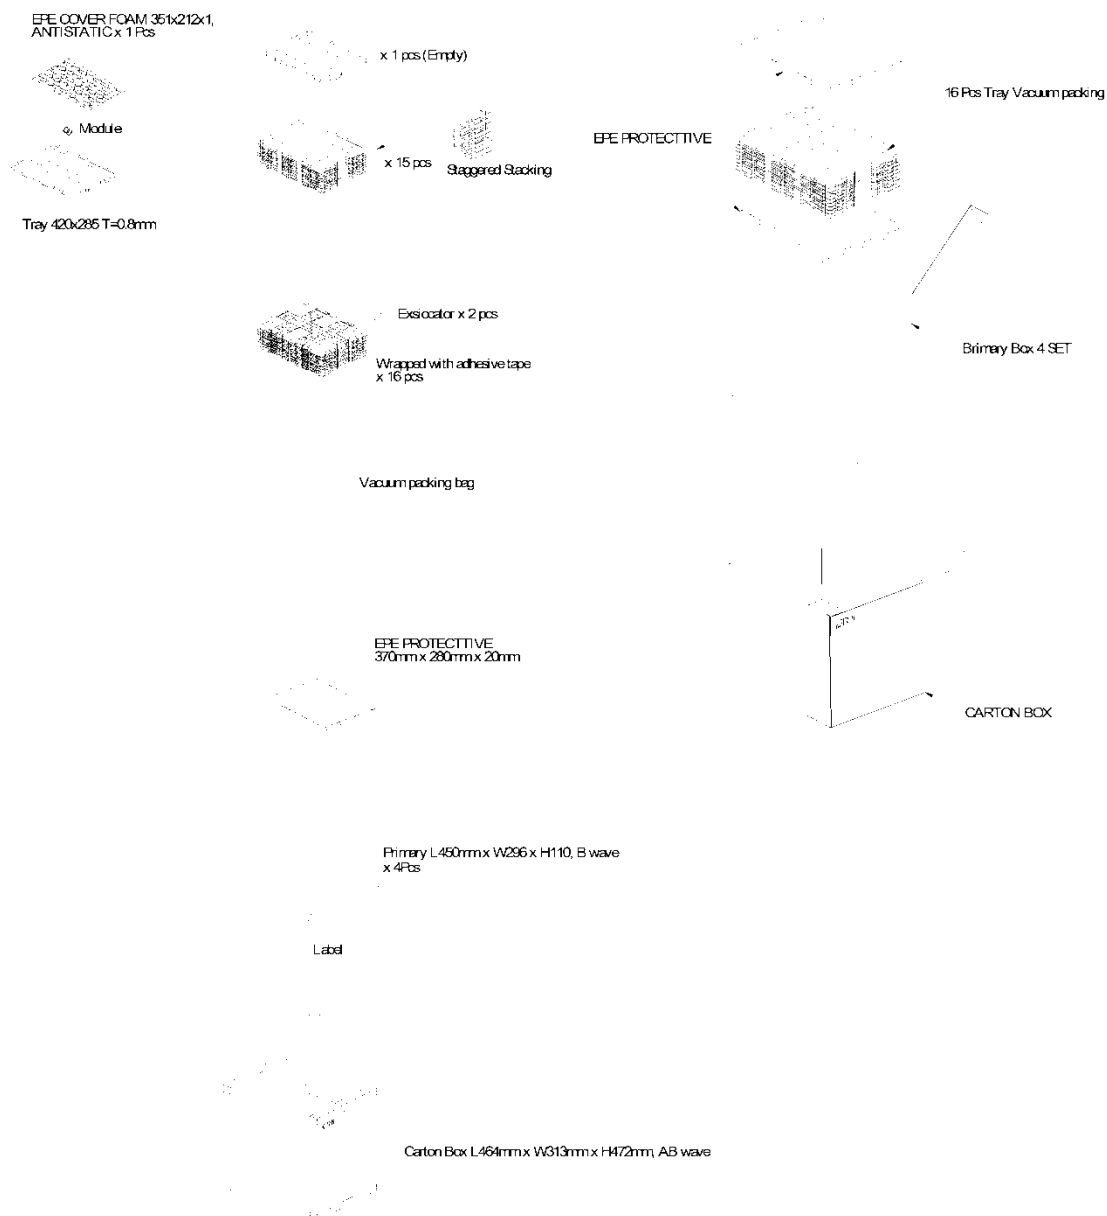 EPE COVER FOAM 351x212x1,
ANTISTATIC x 1 Pcs
Module
Tray 420x285 T=0.8mm
x 1 pcs (Empty)
x 15 pcs
Staggered Stacking
Exsiocator x 2 pcs
Wrapped with adhesive tape
x 16 pcs
Vacuum packing bag
EPE PROTECTTIVE
370mm x 280mm x 20mm
Primary L450mm x W296 x H110, B wave
x 4Pcs
Label
Carton Box L464mm x W313mm x H472mm, AB wave
16 Pcs Tray Vacuum packing
EPE PROTECTTIVE
Brimary Box 4 SET
CARTON BOX